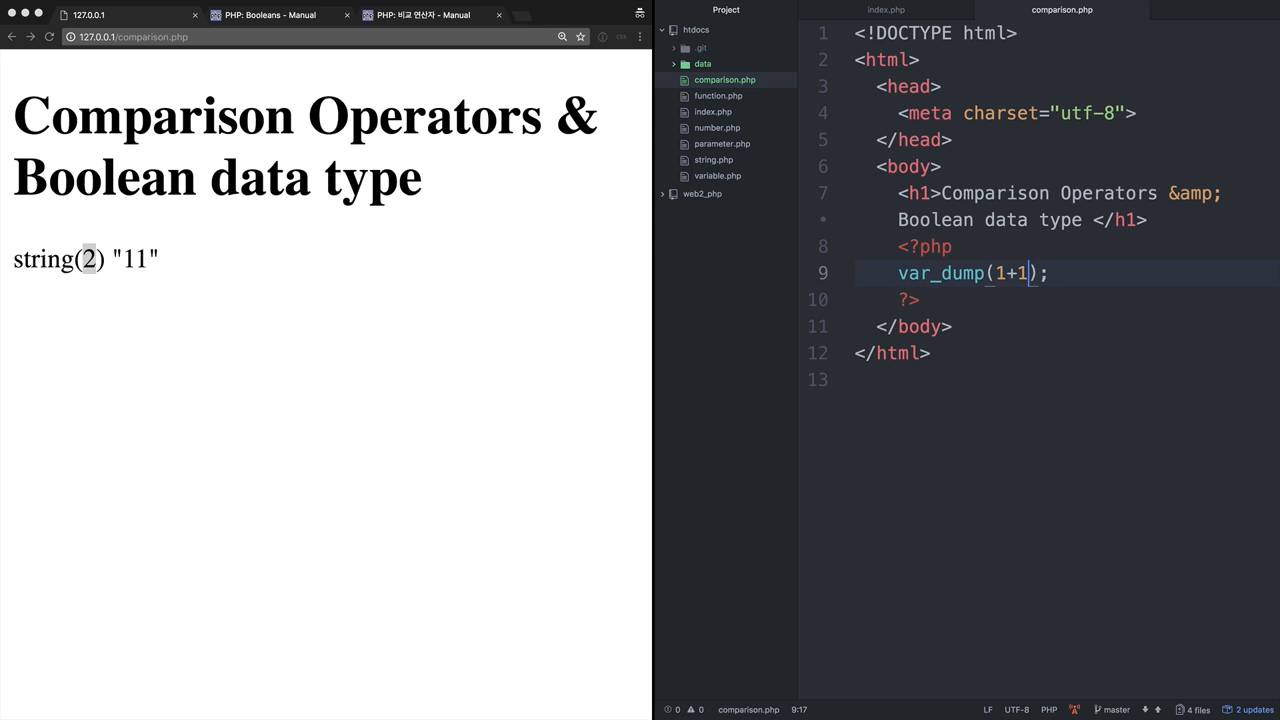 127.0.0.1
PHP: Booleans - Manual
PHP: 비교 연산자 - Manual
127.0.0.1/comparison.php
Comparison Operators &
Boolean data type
string(2) "11"
Project
htdocs
.git
data
comparison.php
function.php
index.php
number.php
parameter.php
string.php
variable.php
web2_php
index.php
comparison.php
1 <!DOCTYPE html>
2 <html>
3 <head>
4 <meta charset="utf-8">
5 </head>
6 <body>
7 <h1>Comparison Operators &amp;
• Boolean data type </h1>
8 <?php
9 var_dump(1+1);
10 ?>
11 </body>
12 </html>
13
0 0 comparison.php 9:17 LF UTF-8 PHP master 4 files 2 updates